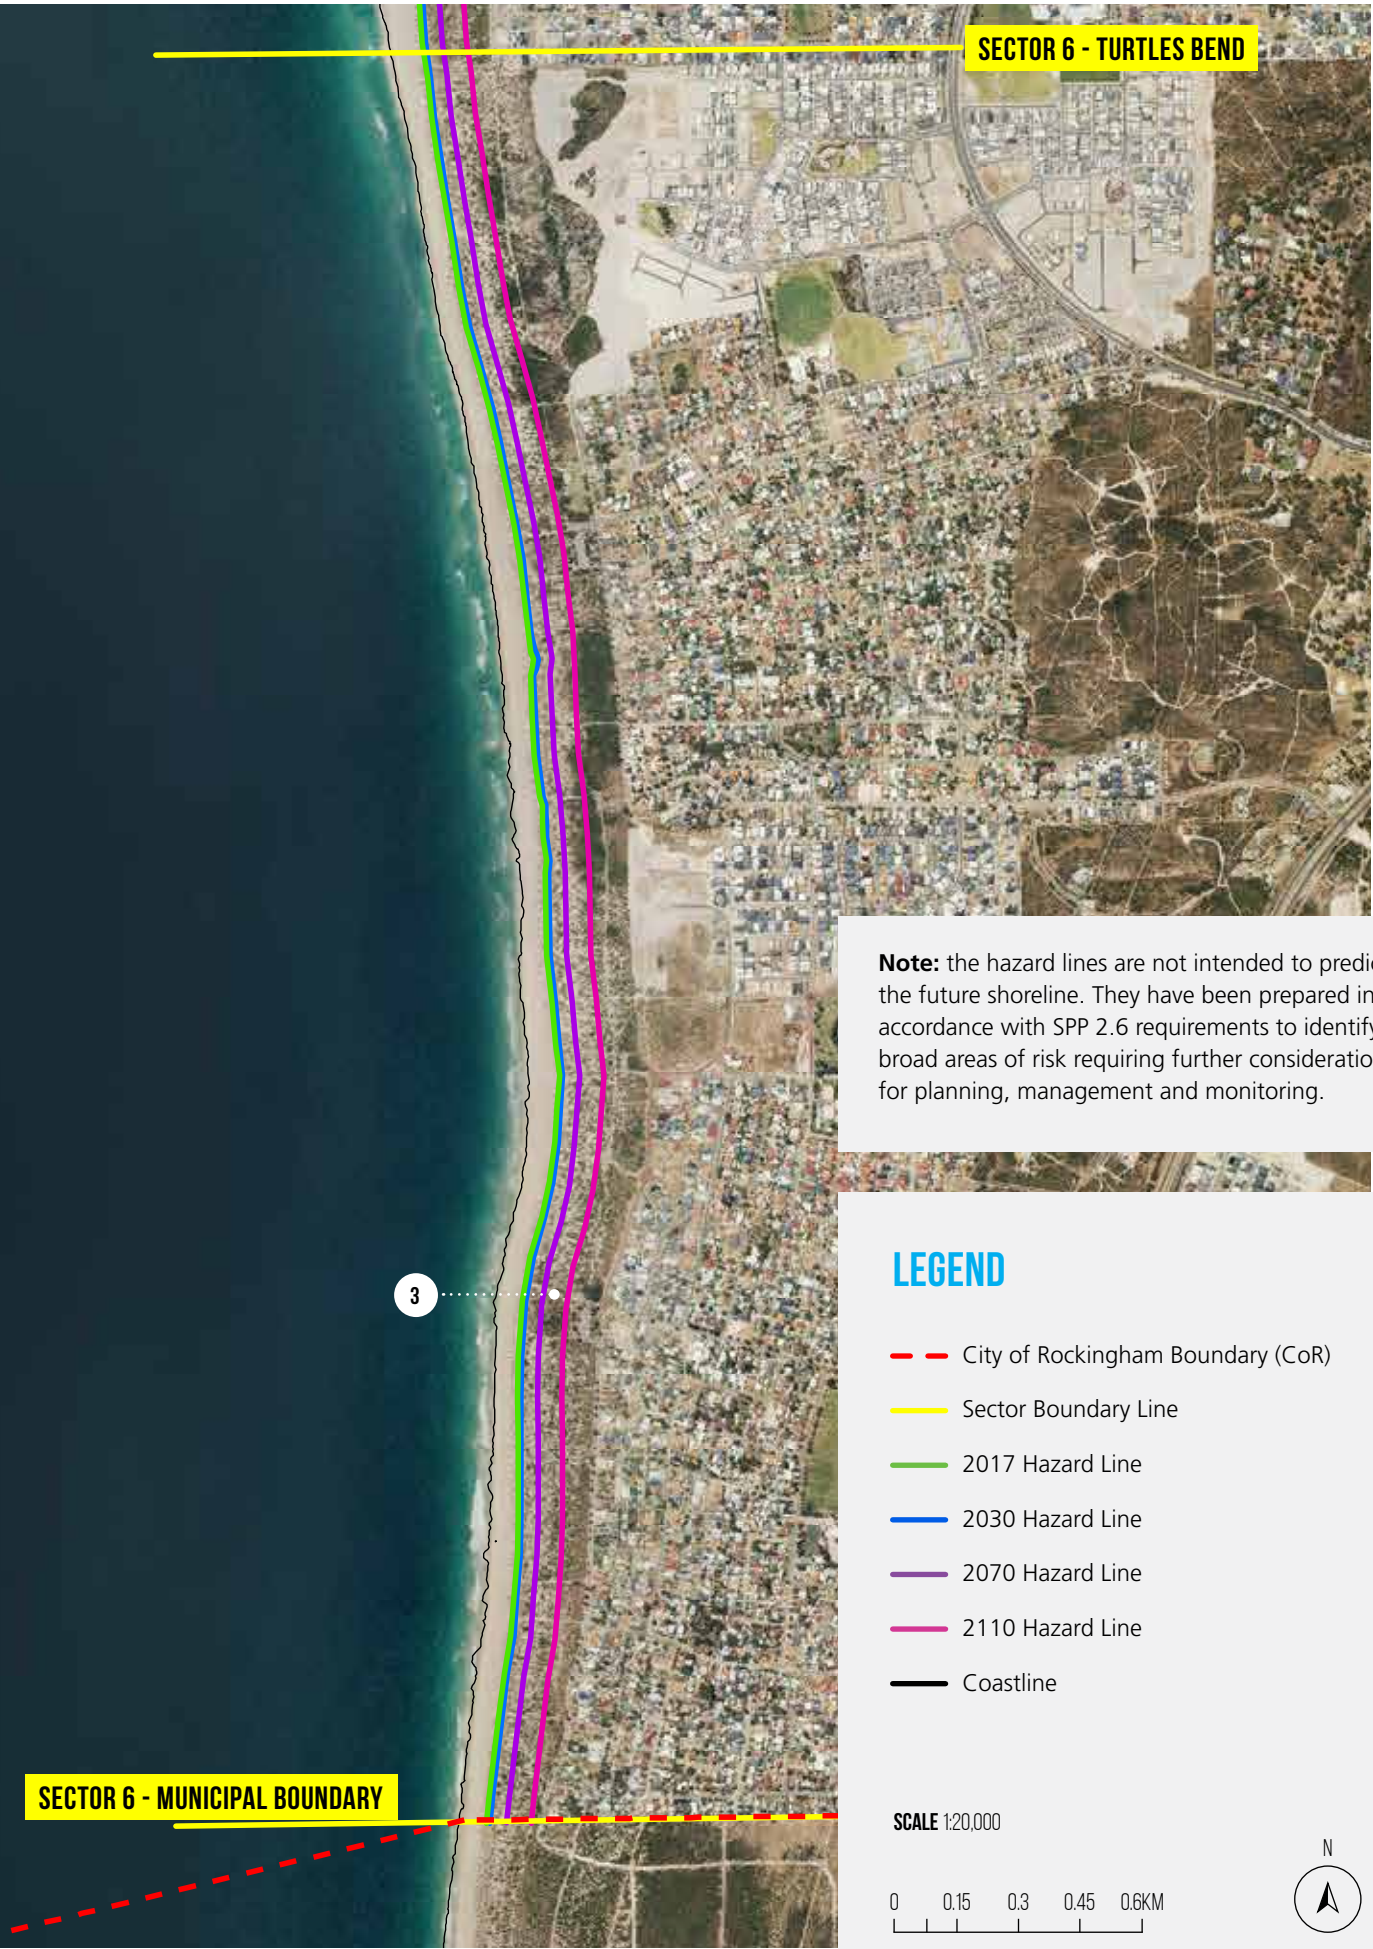 SECTOR 6 - TURTLES BEND
Note: the hazard lines are not intended to predic
the future shoreline. They have been prepared in
accordance with SPP 2.6 requirements to identify
broad areas of risk requiring further consideratio
for planning, management and monitoring.
3
LEGEND
City of Rockingham Boundary (CoR)
Sector Boundary Line
2017 Hazard Line
2030 Hazard Line
2070 Hazard Line
2110 Hazard Line
Coastline
SECTOR 6 - MUNICIPAL BOUNDARY
SCALE 1:20,000
N
0 0.15 0.3 0.45 0.6KM